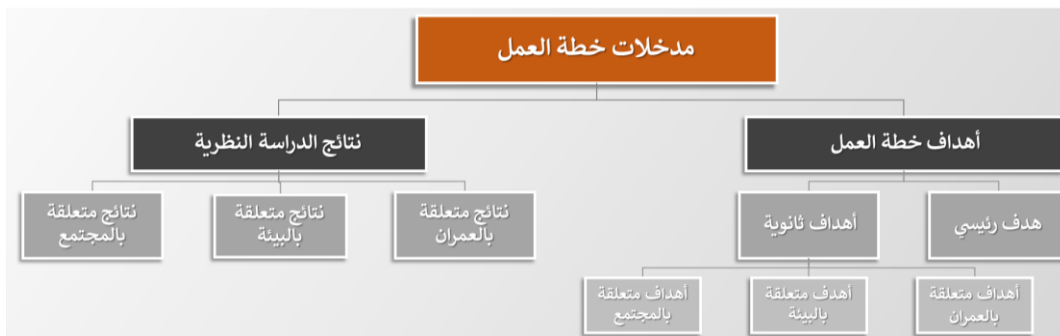 مدخلات خطة العمل
أهداف خطة العمل
نتائج الدراسة النظرية
هدف رئيسي
أهداف ثانوية
نتائج متعلقة
بالعمران
نتائج متعلقة
بالبيئة
نتائج متعلقة
بالمجتمع
أهداف متعلقة
بالعمران
أهدف متعلقة
بالبيئة
أهداف متعلقة
بالمجتمع